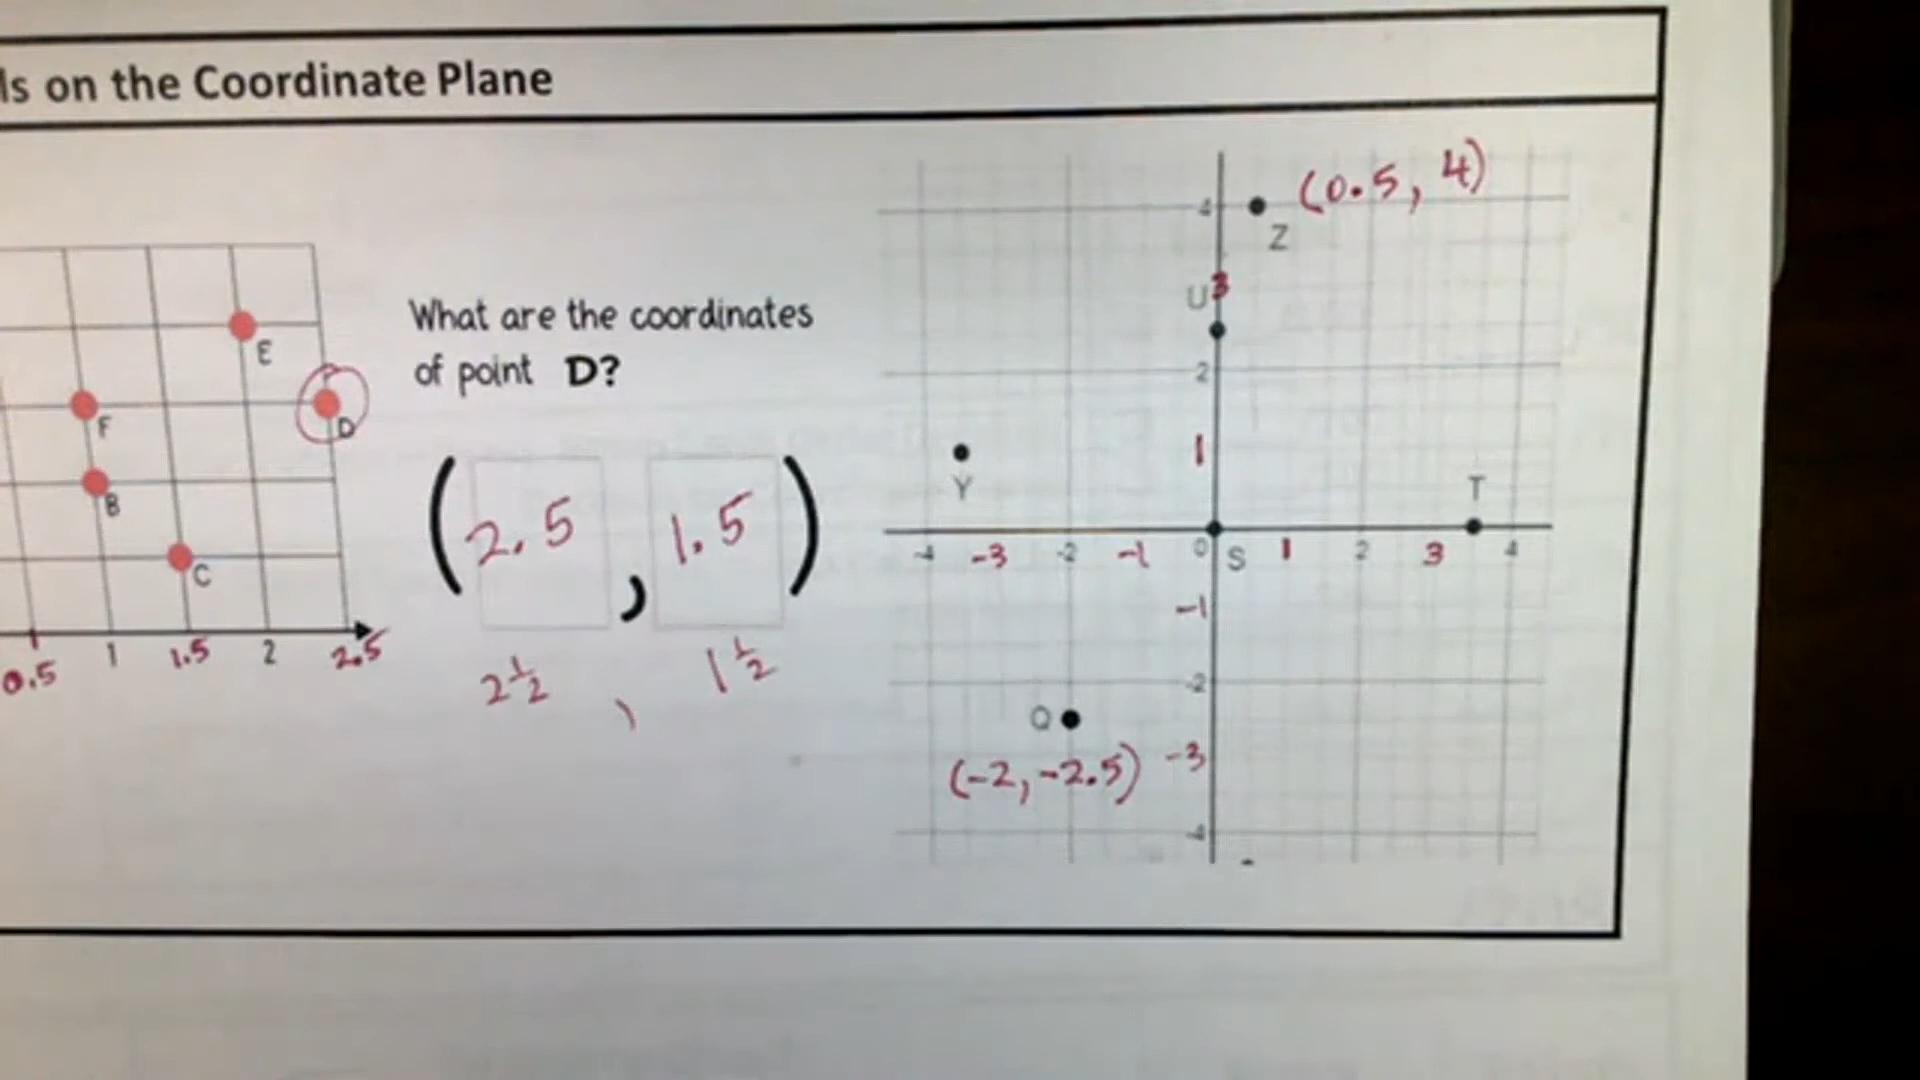 ls on the Coordinate Plane
E
F
D
B
C
0.5 1 1.5 2 2.5
What are the coordinates
of point D?
(2.5, 1.5)
2½, 1½
4 Z (0.5, 4)
U 3
2
Y 1 T
-4 -3 -2 -1 0 S 1 2 3 4
-1
-2
Q
(-2, -2.5) -3
-4